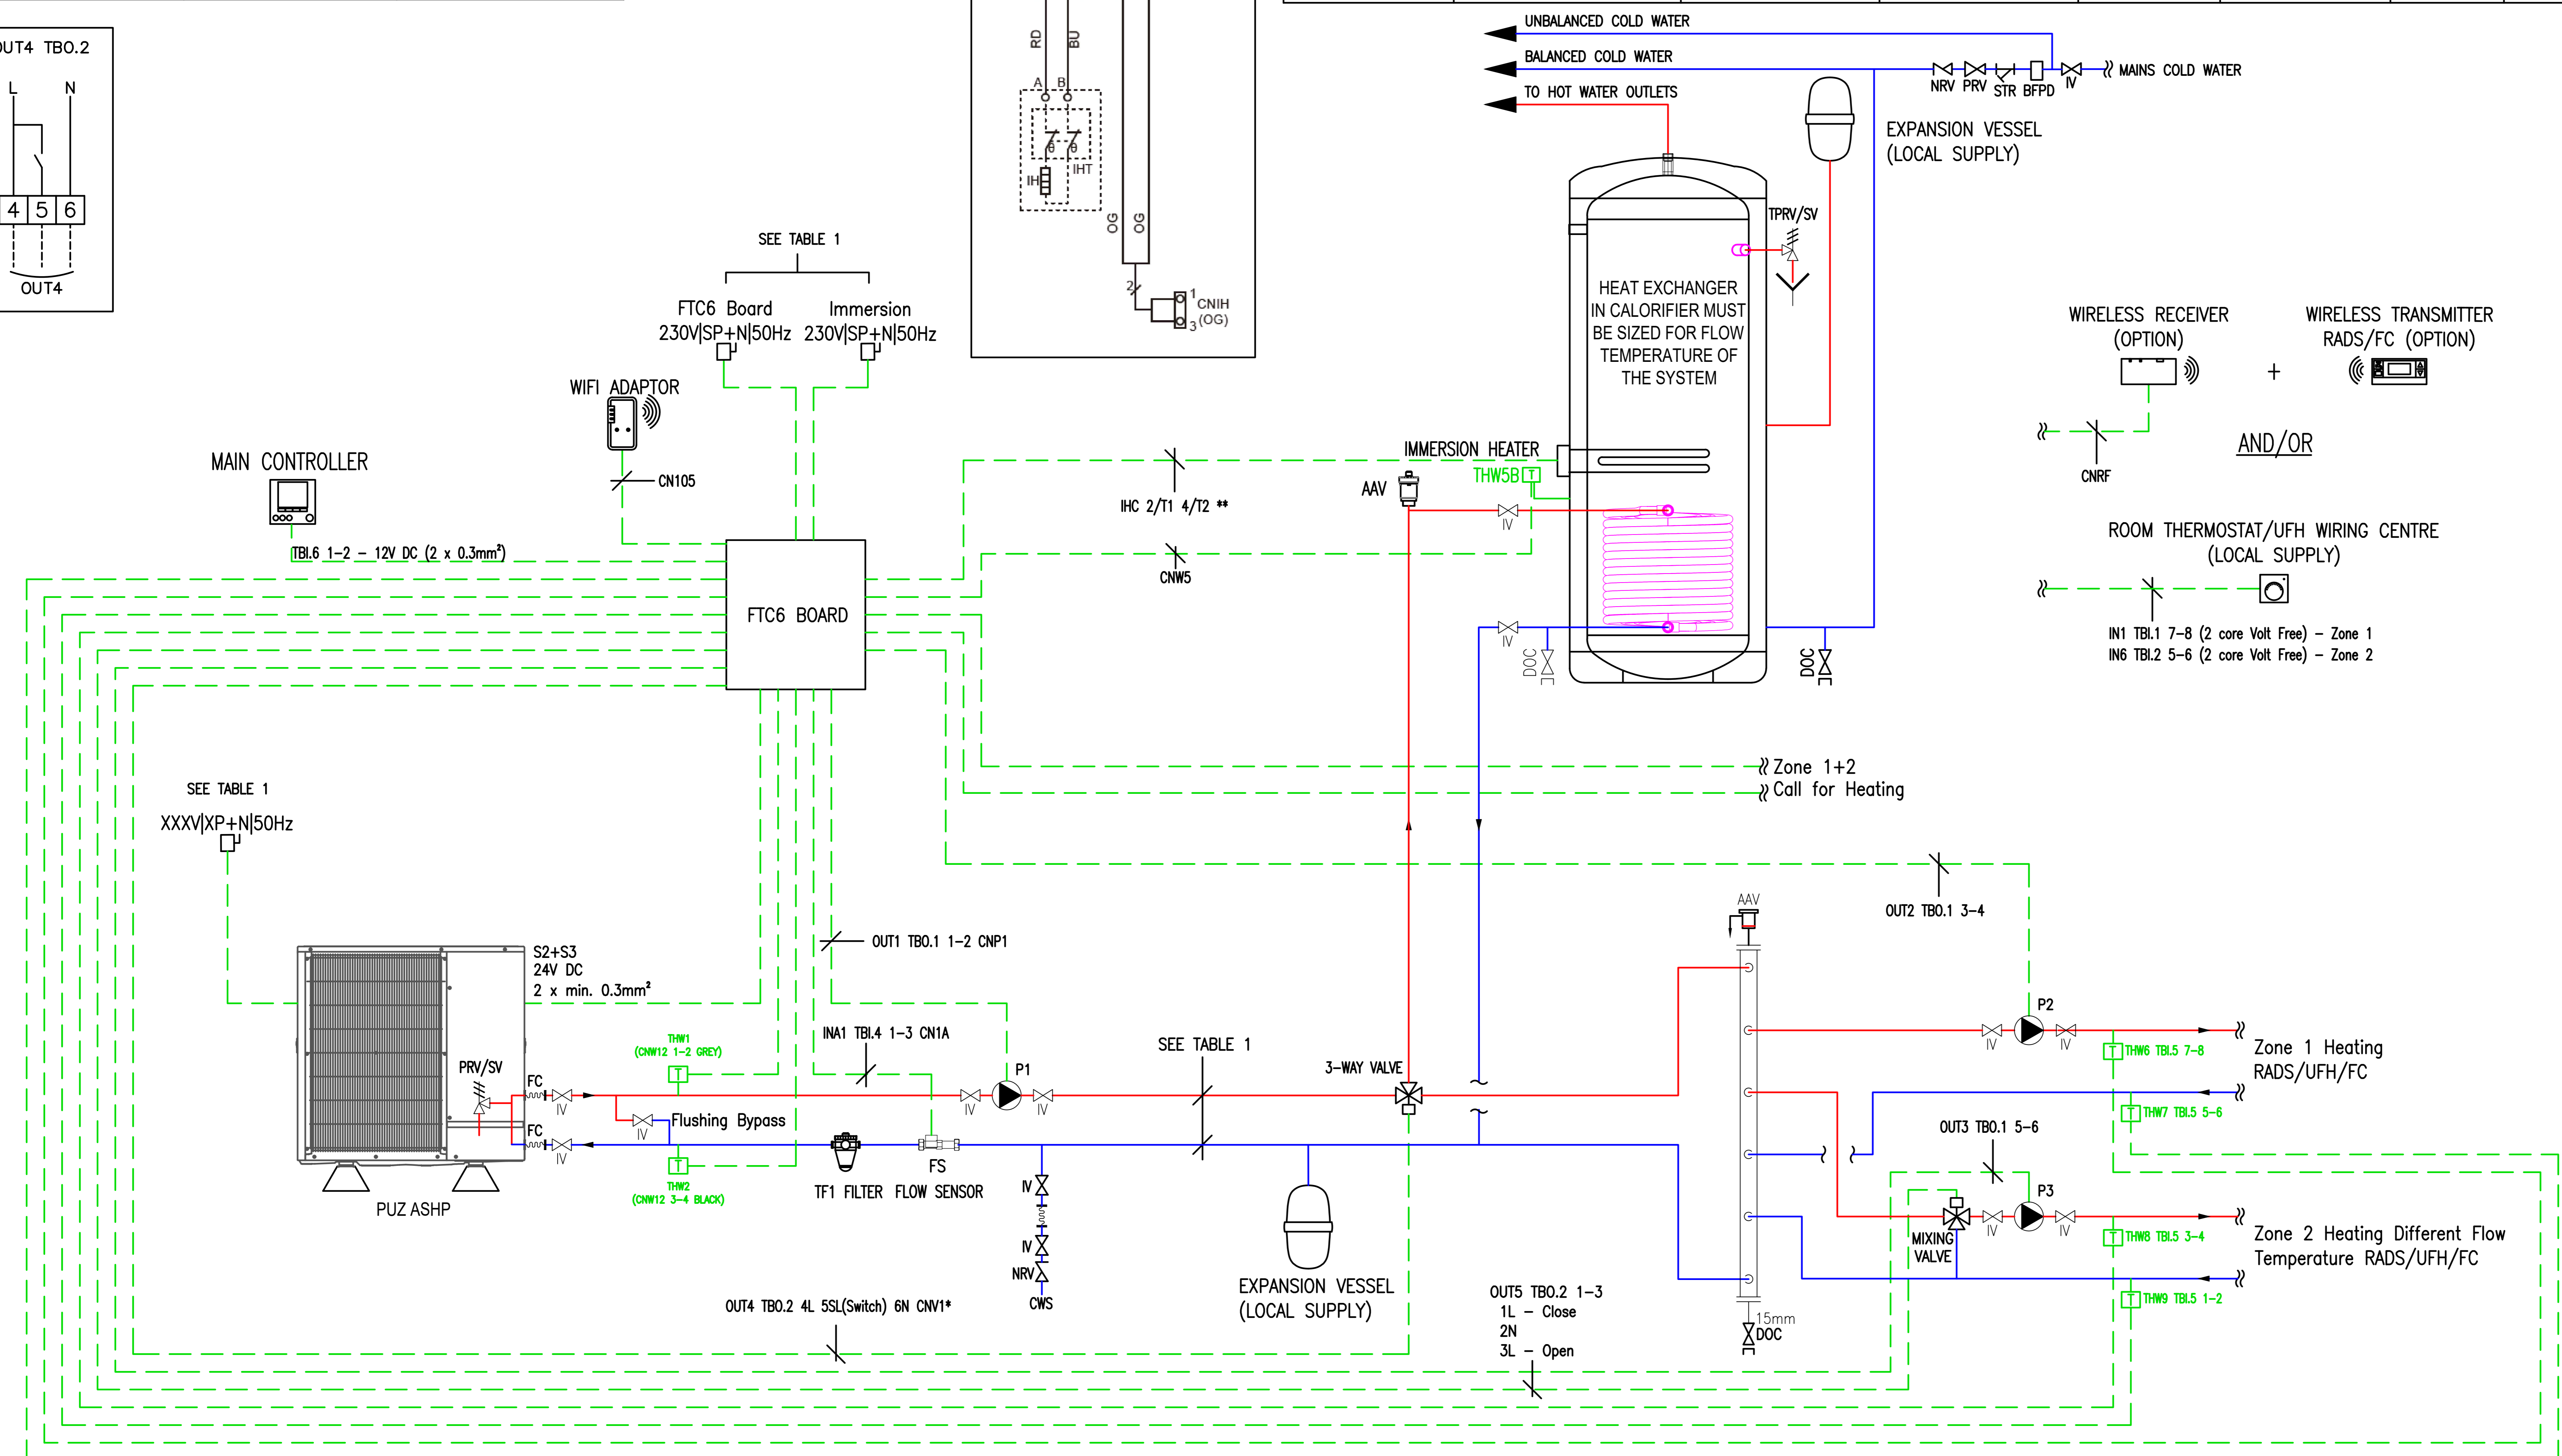 OUT4 TBO.2
L N
4 5 6
OUT4
RD
BU
A B
θ θ
IHT
IH
OG
OG
2
1
CNIH
3 (OG)
UNBALANCED COLD WATER
BALANCED COLD WATER
TO HOT WATER OUTLETS
NRV PRV STR BFPD IV
MAINS COLD WATER
EXPANSION VESSEL
(LOCAL SUPPLY)
TPRV/SV
HEAT EXCHANGER
IN CALORIFIER MUST
BE SIZED FOR FLOW
TEMPERATURE OF
THE SYSTEM
SEE TABLE 1
FTC6 Board
230V|SP+N|50Hz
Immersion
230V|SP+N|50Hz
WIFI ADAPTOR
CN105
MAIN CONTROLLER
TBI.6 1-2 - 12V DC (2 x 0.3mm²)
FTC6 BOARD
IMMERSION HEATER
THW5B T
AAV
IHC 2/T1 4/T2 **
CNW5
IV
IV
DOC
DOC
WIRELESS RECEIVER
(OPTION)
+
WIRELESS TRANSMITTER
RADS/FC (OPTION)
AND/OR
CNRF
ROOM THERMOSTAT/UFH WIRING CENTRE
(LOCAL SUPPLY)
IN1 TBI.1 7-8 (2 core Volt Free) - Zone 1
IN6 TBI.2 5-6 (2 core Volt Free) - Zone 2
Zone 1+2
Call for Heating
SEE TABLE 1
XXXV|XP+N|50Hz
S2+S3
24V DC
2 x min. 0.3mm²
OUT1 TBO.1 1-2 CNP1
OUT2 TBO.1 3-4
THW1
(CNW12 1-2 GREY)
T
INA1 TBI.4 1-3 CN1A
PRV/SV
FC
IV
FC
IV
IV
Flushing Bypass
T
THW2
(CNW12 3-4 BLACK)
PUZ ASHP
TF1 FILTER
FS
FLOW SENSOR
P1
IV
IV
SEE TABLE 1
3-WAY VALVE
IV
IV
NRV
CWS
EXPANSION VESSEL
(LOCAL SUPPLY)
OUT4 TBO.2 4L 5SL(Switch) 6N CNV1*
OUT5 TBO.2 1-3
1L - Close
2N
3L - Open
AAV
15mm
DOC
P2
IV
IV
T THW6 TBI.5 7-8
Zone 1 Heating
RADS/UFH/FC
T THW7 TBI.5 5-6
OUT3 TBO.1 5-6
P3
MIXING
VALVE
IV
IV
T THW8 TBI.5 3-4
Zone 2 Heating Different Flow
Temperature RADS/UFH/FC
T THW9 TBI.5 1-2